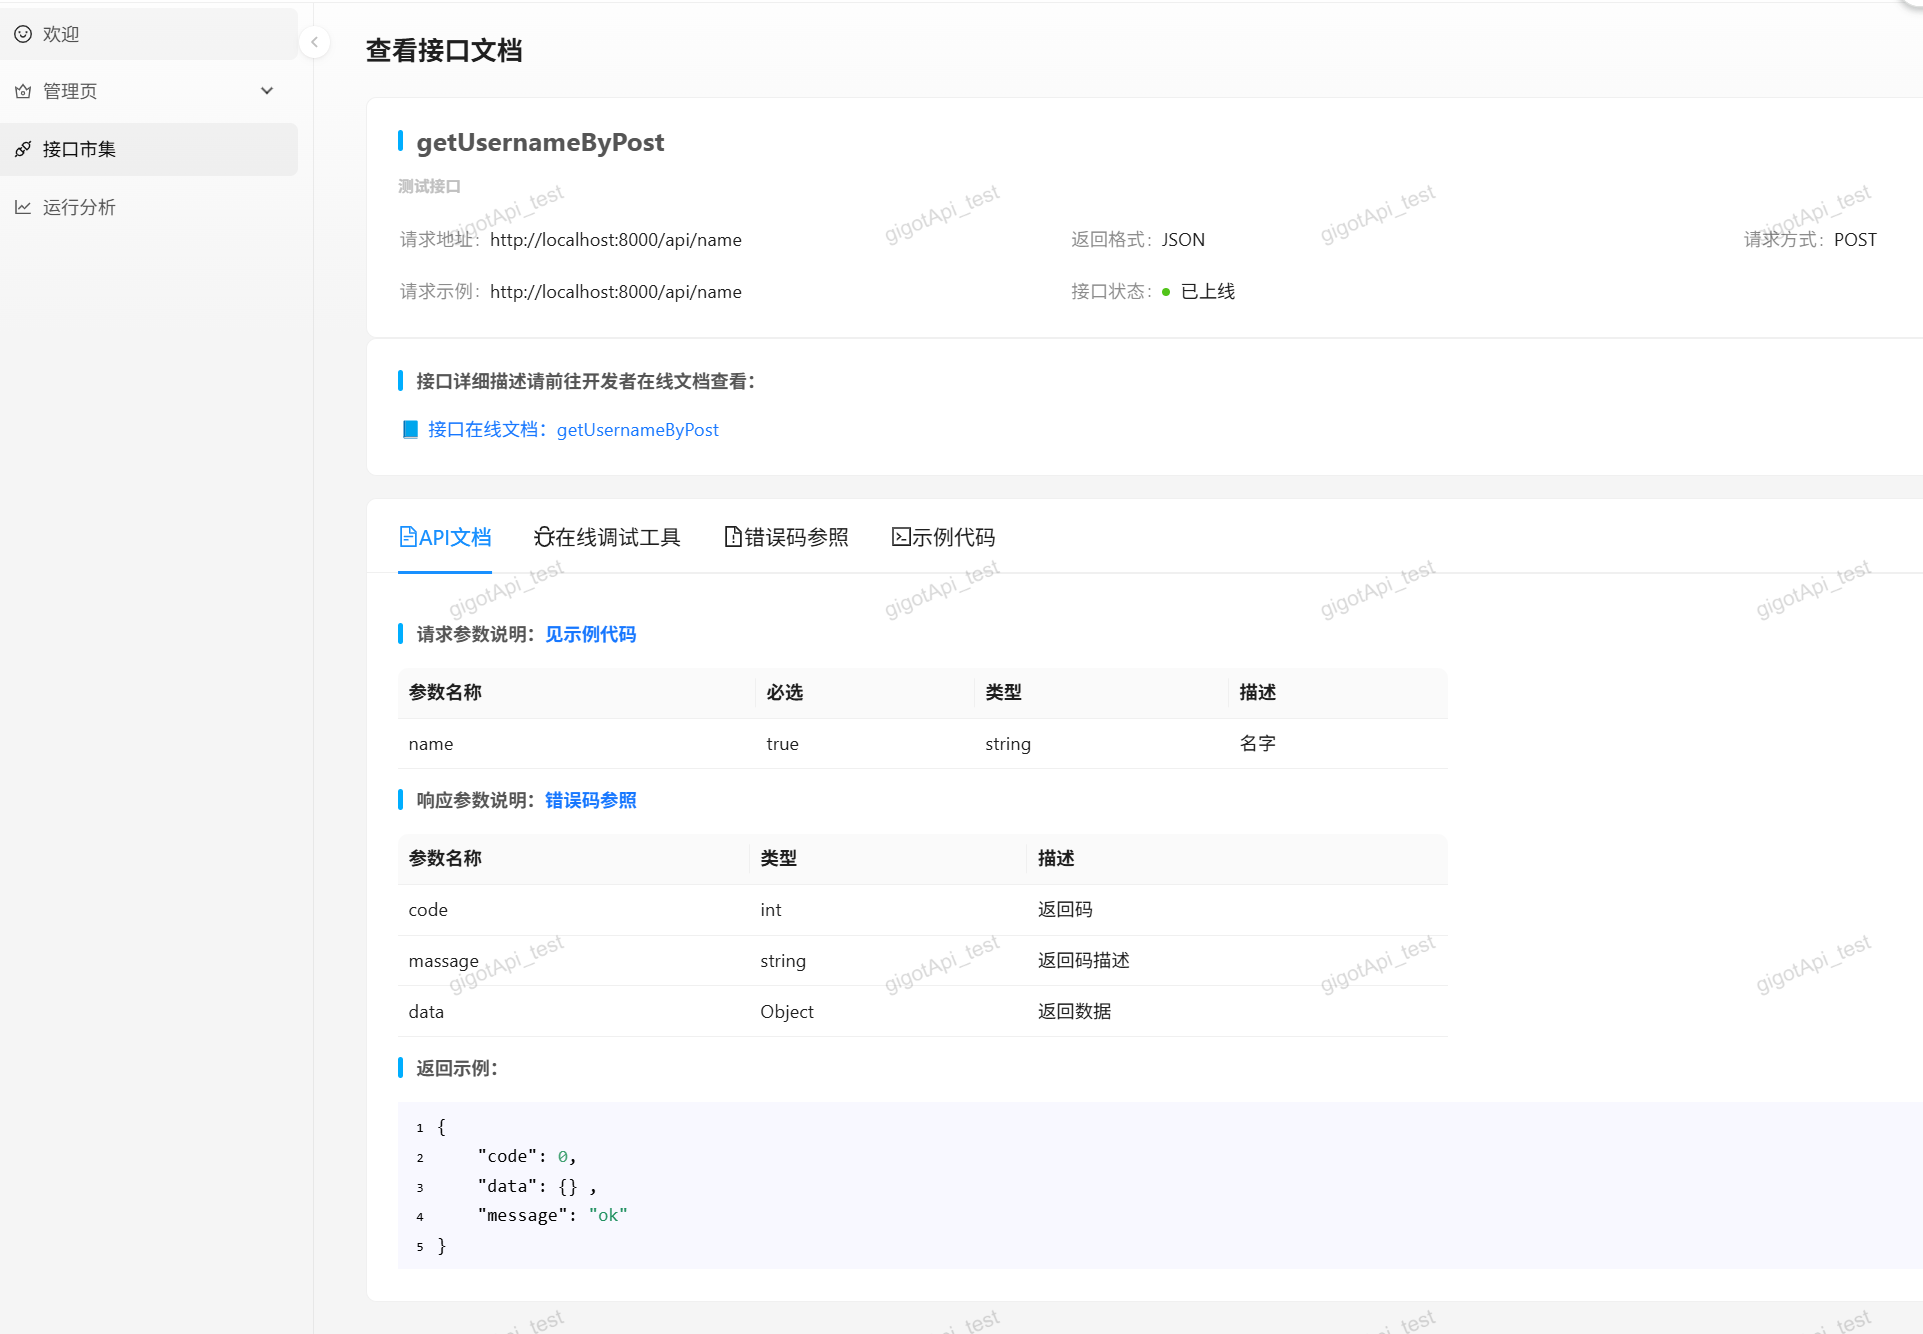 欢迎
管理页
接口市集
运行分析
查看接口文档
getUsernameByPost
测试接口
请求地址：http://localhost:8000/api/name
返回格式：JSON
请求方式：POST
请求示例：http://localhost:8000/api/name
接口状态：已上线
接口详细描述请前往开发者在线文档查看：
接口在线文档：getUsernameByPost
API文档 在线调试工具 错误码参照 示例代码
请求参数说明：见示例代码
参数名称 必选 类型 描述
name true string 名字
响应参数说明：错误码参照
参数名称 类型 描述
code int 返回码
massage string 返回码描述
data Object 返回数据
返回示例：
1 {
2 "code": 0,
3 "data": {} ,
4 "message": "ok"
5 }
gigotApi_test
gigotApi_test
gigotApi_test
gigotApi_test
gigotApi_test
gigotApi_test
gigotApi_test
gigotApi_test
gigotApi_test
gigotApi_test
gigotApi_test
gigotApi_test